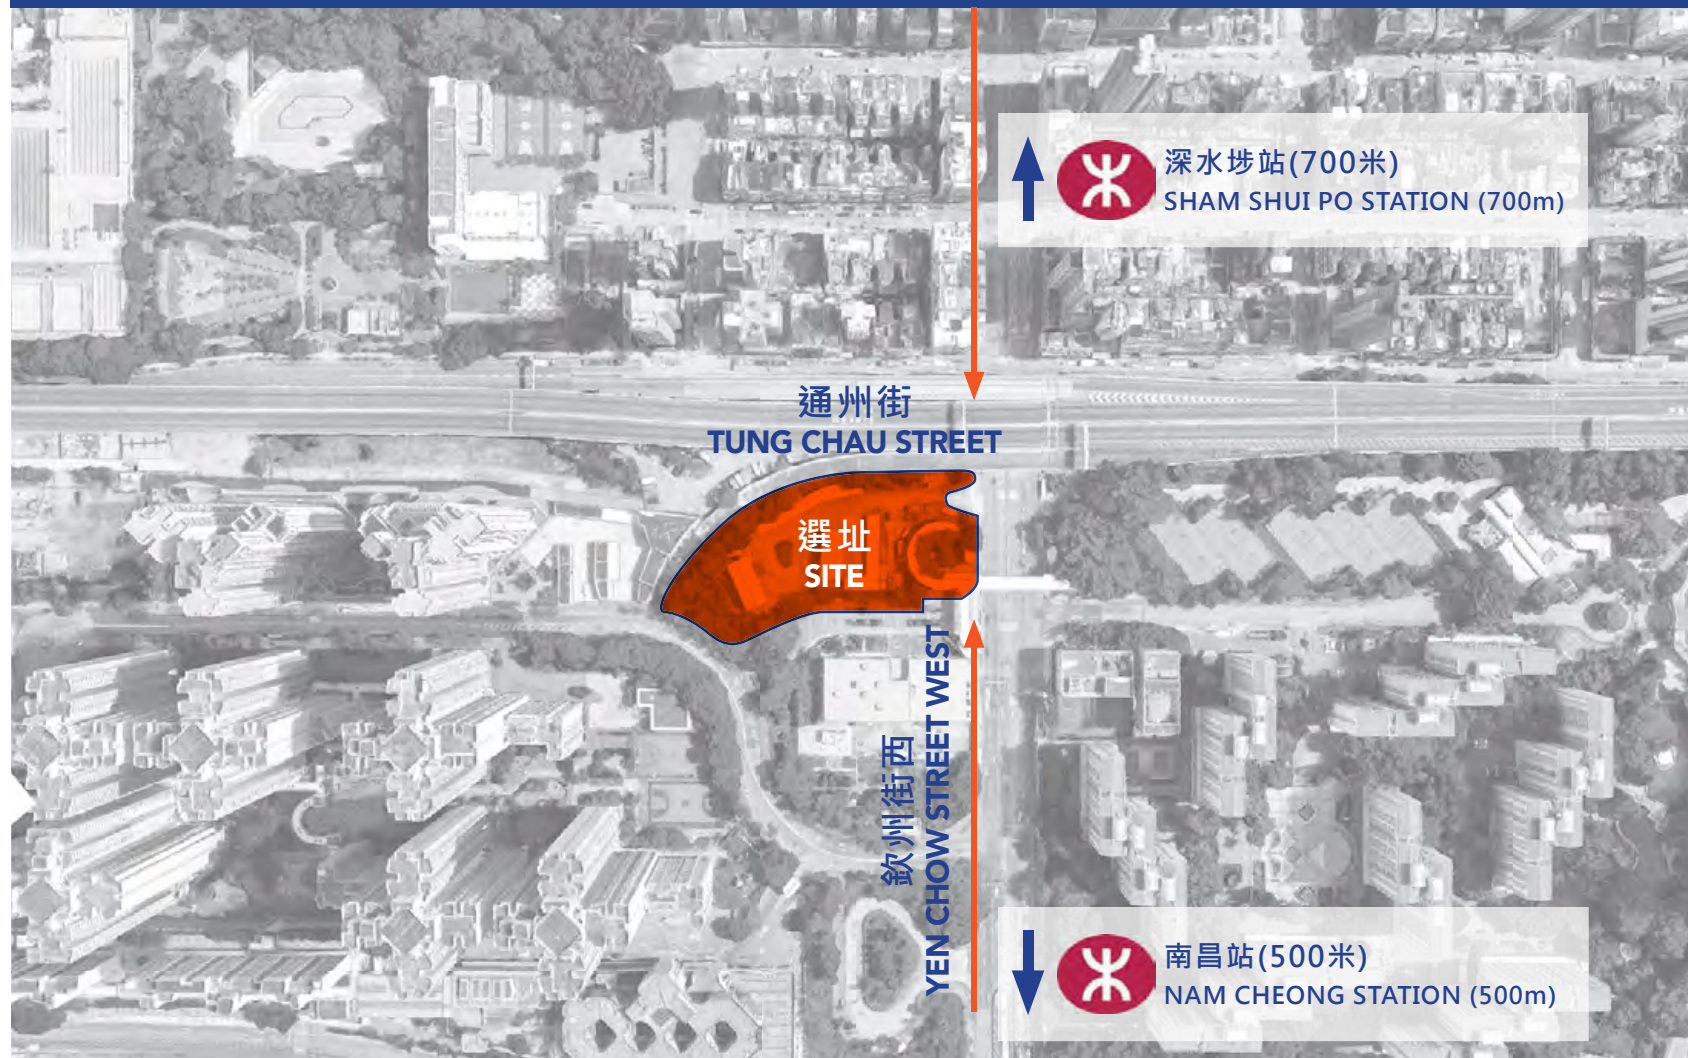 深水埗站(700米)
SHAM SHUI PO STATION (700m)
通州街
TUNG CHAU STREET
選址
SITE
欽州街西
YEN CHOW STREET WEST
南昌站(500米)
NAM CHEONG STATION (500m)